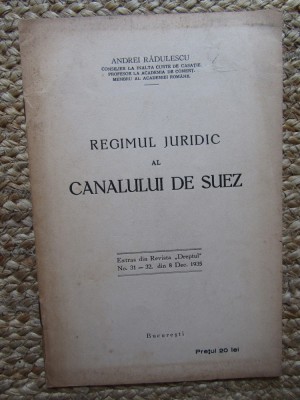 ANDREI RĂDULESCU
CONSILIER LA ÎNALTA CURTE DE CASAȚIE
PROFESOR LA ACADEMIA DE COMERȚ
MEMBRU AL ACADEMIEI ROMÂNE
REGIMUL JURIDIC
AL
CANALULUI DE SUEZ
Extras din Revista „Dreptul"
No. 31—32, din 8 Dec. 1935
București
Prețul 20 lei